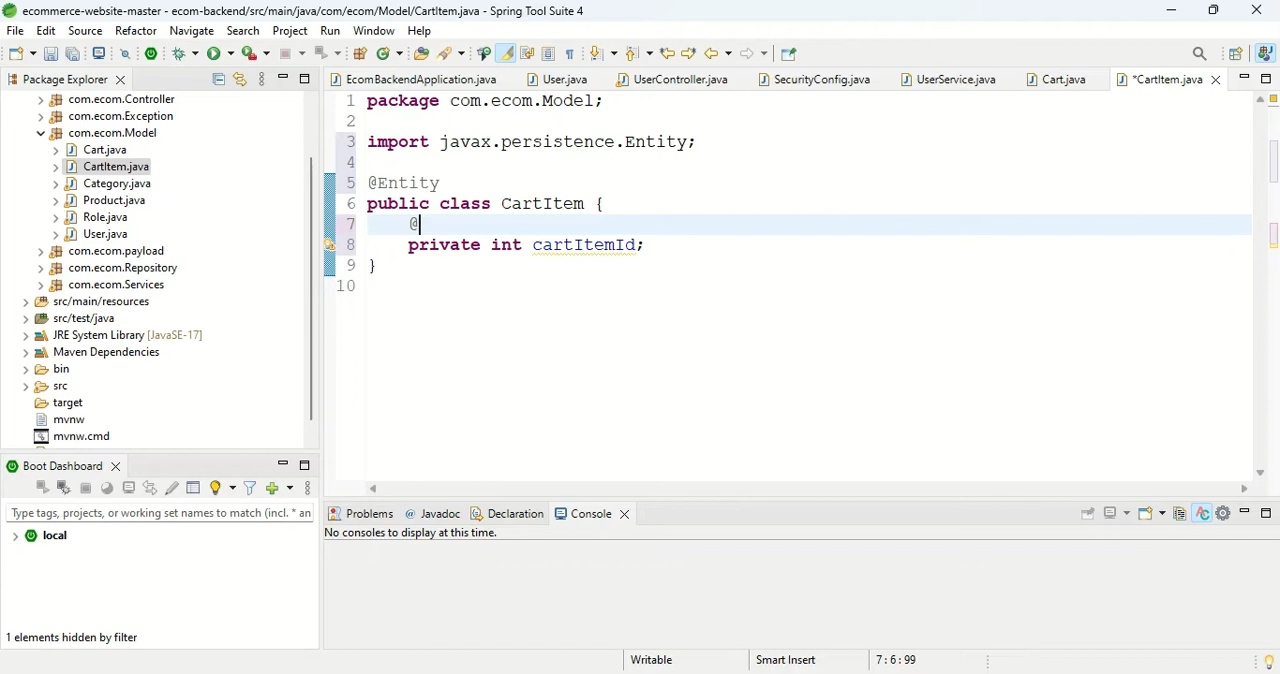 ecommerce-website-master - ecom-backend/src/main/java/com/ecom/Model/CartItem.java - Spring Tool Suite 4
File Edit Source Refactor Navigate Search Project Run Window Help
Package Explorer
EcomBackendApplication.java User.java UserController.java SecurityConfig.java UserService.java Cart.java *CartItem.java
com.ecom.Controller
com.ecom.Exception
com.ecom.Model
Cart.java
CartItem.java
Category.java
Product.java
Role.java
User.java
com.ecom.payload
com.ecom.Repository
com.ecom.Services
src/main/resources
src/test/java
JRE System Library [JavaSE-17]
Maven Dependencies
bin
src
target
mvnw
mvnw.cmd
1 package com.ecom.Model;
2
3 import javax.persistence.Entity;
4
5 @Entity
6 public class CartItem {
7 @
8 private int cartItemId;
9 }
10
Boot Dashboard
Type tags, projects, or working set names to match (incl. * an
local
1 elements hidden by filter
Problems @ Javadoc Declaration Console
No consoles to display at this time.
Writable Smart Insert 7:6:99